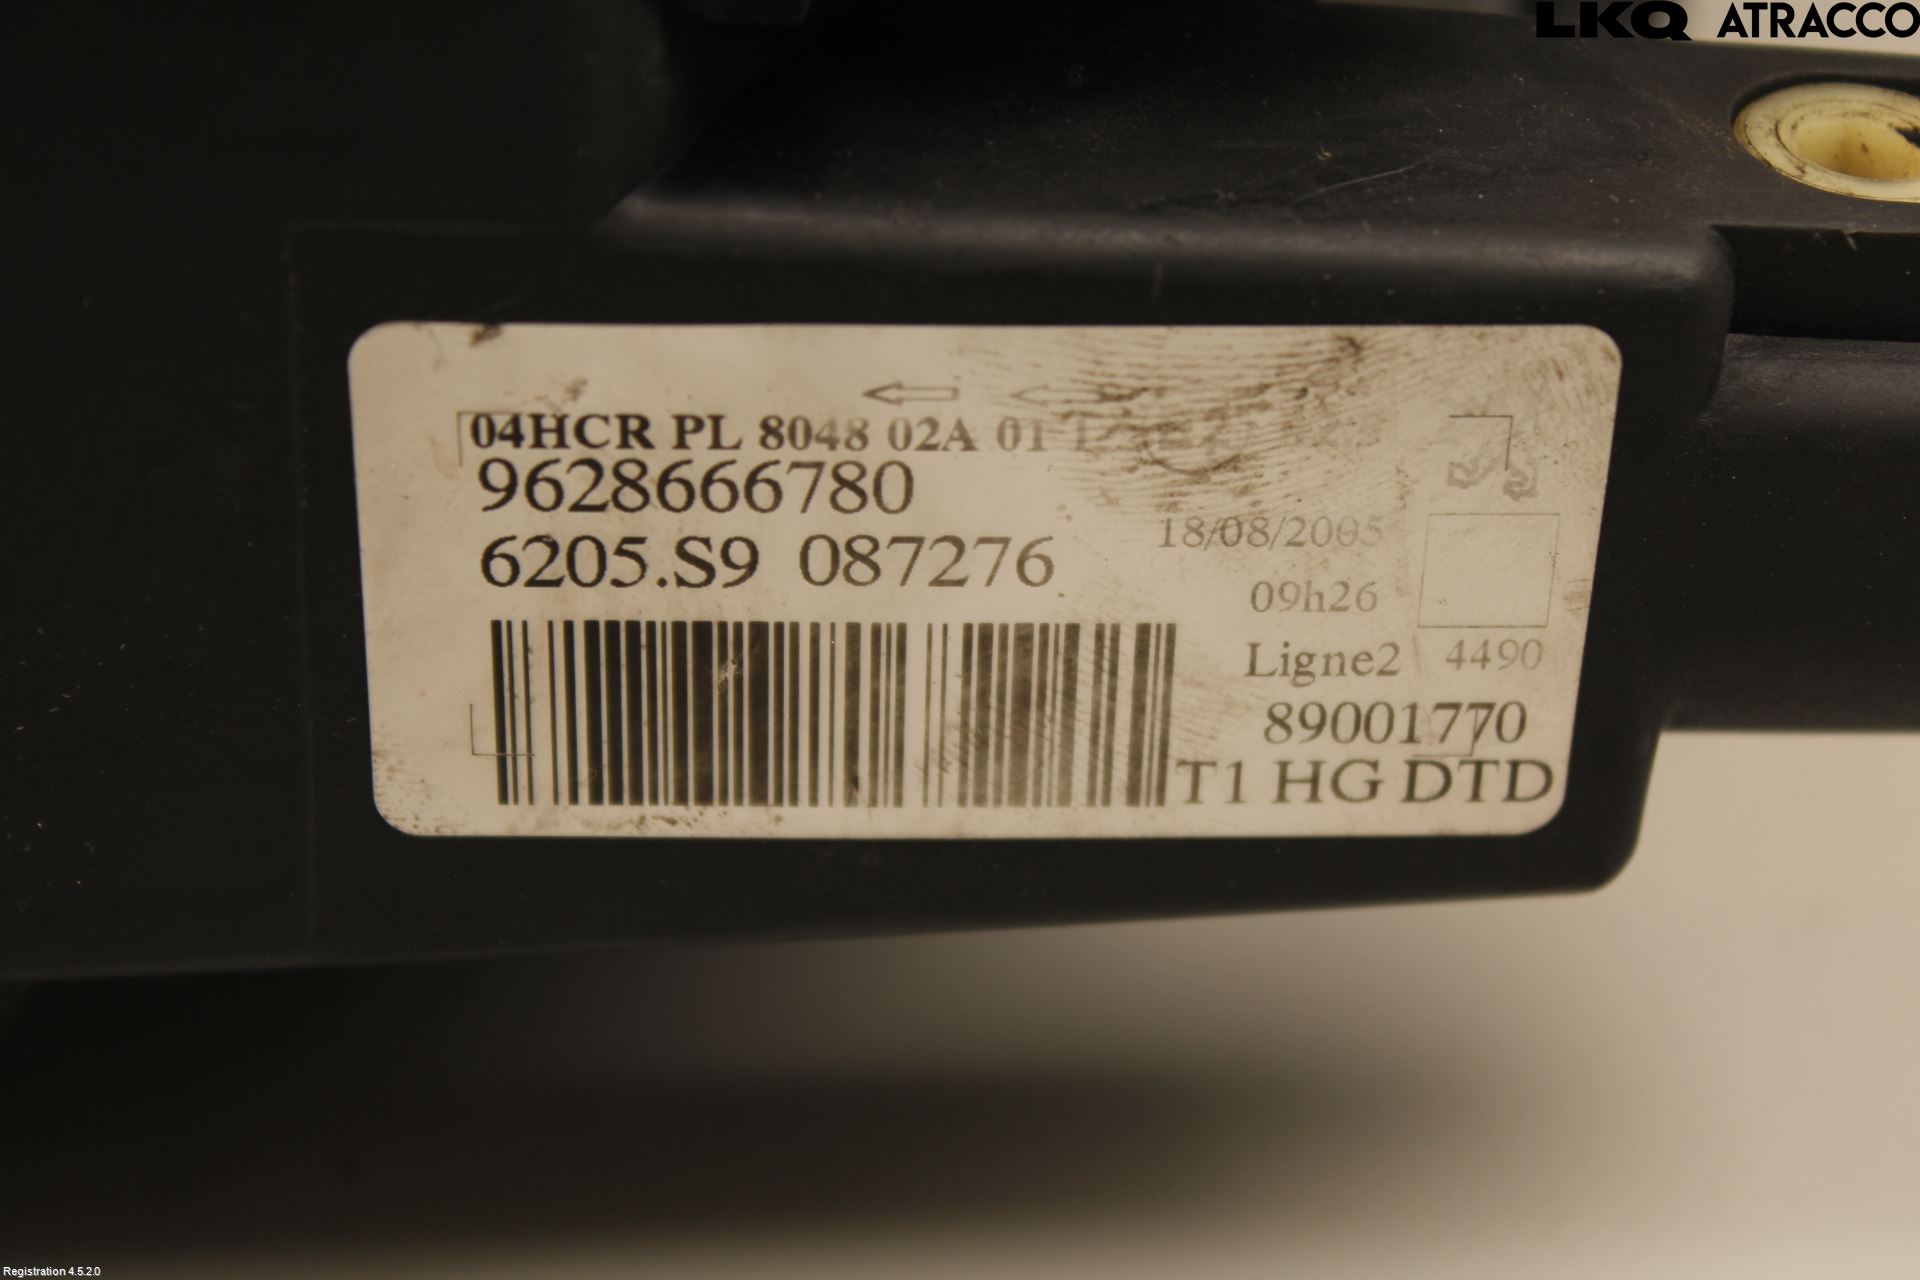 LKQ ATRACCO
04HCR PL 8048 02A 01
9628666780
6205.S9 087276
18/08/2005
09h26
Ligne2 4490
89001770
T1 HG DTD
Registration 4.5.2.0